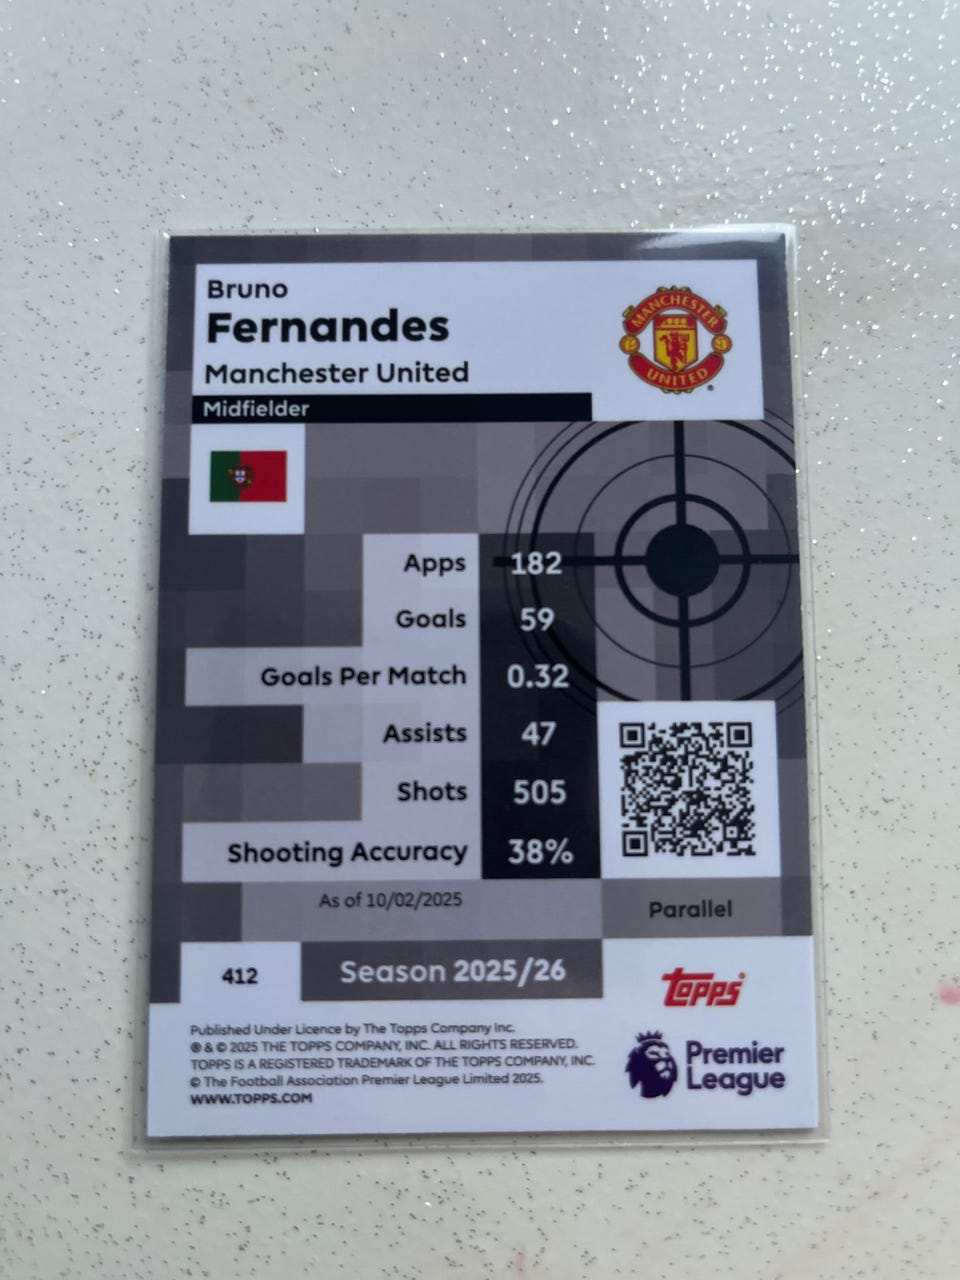 Bruno
Fernandes
Manchester United
Midfielder
MANCHESTER
UNITED
Apps 182
Goals 59
Goals Per Match 0.32
Assists 47
Shots 505
Shooting Accuracy 38%
As of 10/02/2025
Parallel
412
Season 2025/26
Topps
Published Under Licence by The Topps Company Inc.
® & © 2025 THE TOPPS COMPANY, INC. ALL RIGHTS RESERVED.
TOPPS IS A REGISTERED TRADEMARK OF THE TOPPS COMPANY, INC.
© The Football Association Premier League Limited 2025.
WWW.TOPPS.COM
Premier
League